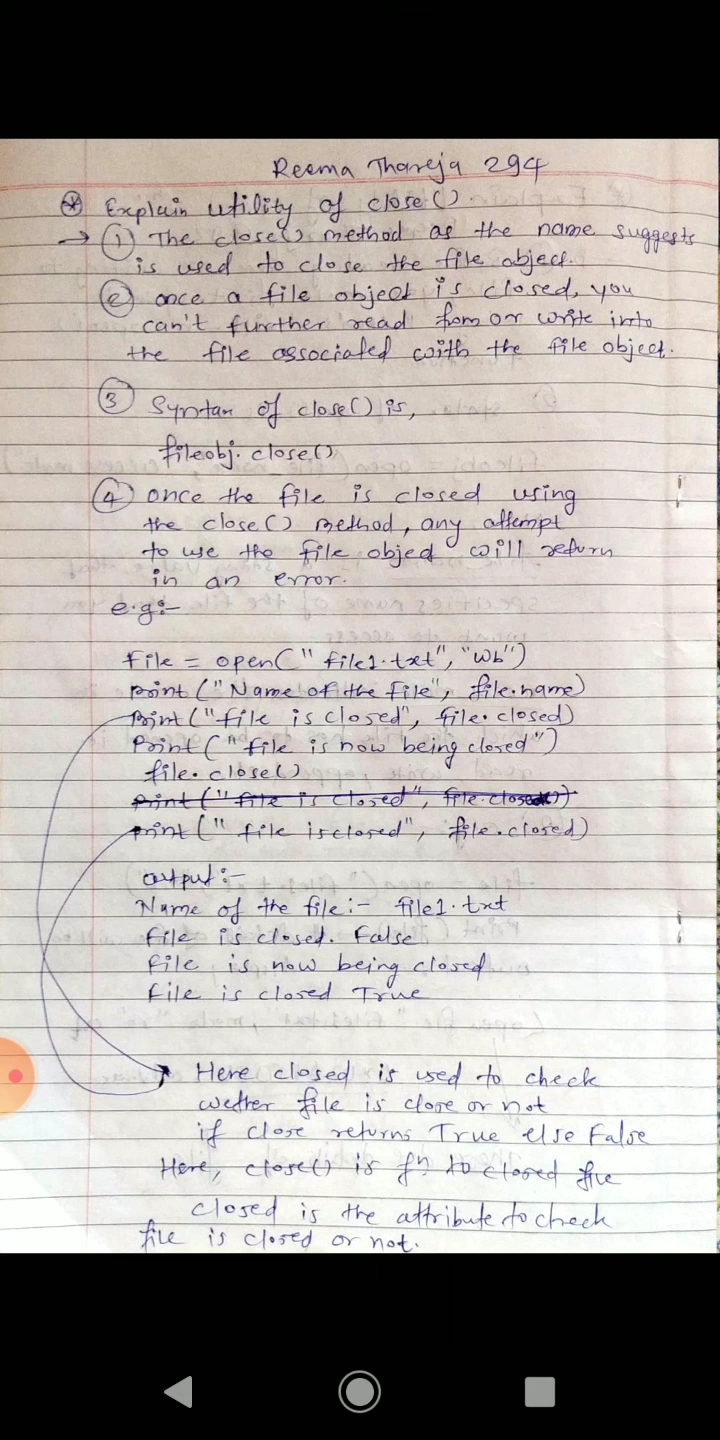 Reema Thareja 294
* Explain utility of close().
→ ① The close() method as the name suggests
is used to close the file object.
② once a file object is closed, you
can't further read from or write into
the file associated with the file object.
③ Syntax of close() is,
fileobj. close()
④ once the file is closed using
the close() method, any attempt
to use the file object will return
in an error.
e.g:-
File = open("file1.txt", "wb")
print ("Name of the file", file.name)
print ("file is closed", file.closed)
Print ("file is now being closed")
file. close()
print ("file is closed", file.closed)
print ("file is closed", file.closed)
output :-
Name of the file:- file1.txt
file is closed. False
file is now being closed
file is closed True
Here closed is used to check
wether file is close or not
if close returns True else False
Here, close() is fn to closed file
closed is the attribute to check
file is closed or not.